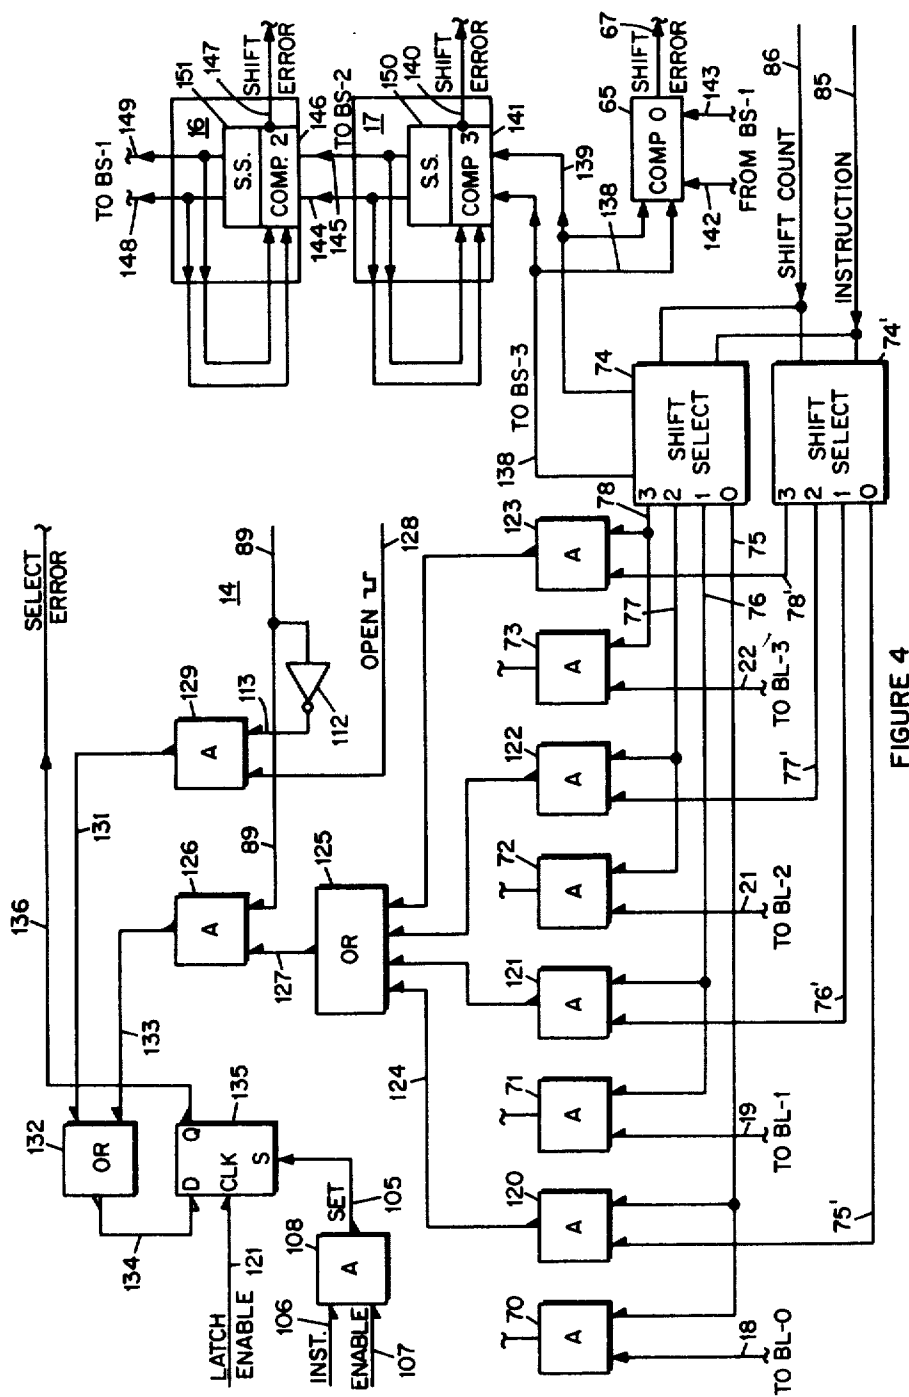 136
SELECT
ERROR
132
OR
131
133
134
D
Q
CLK
S
135
LATCH
ENABLE
121
106
INST.
ENABLE
107
108
A
SET
105
126
A
129
A
113
112
89
89
14
OPEN
128
127
125
OR
124
70
A
120
A
71
A
121
A
72
A
122
A
73
A
123
A
18
TO BL-0
19
TO BL-1
21
TO BL-2
22
TO BL-3
75
76
77
78
75'
76'
77'
78'
3
2
1
0
SHIFT
SELECT
74
3
2
1
0
SHIFT
SELECT
74'
138
TO BS-3
139
138
TO BS-1
148
149
16
151
S.S.
COMP. 2
147
SHIFT
ERROR
146
144
145
TO BS-2
17
150
S.S.
COMP 3
140
SHIFT
ERROR
141
65
COMP 0
SHIFT
ERROR
67
142
143
FROM BS-1
SHIFT COUNT
86
INSTRUCTION
85
FIGURE 4